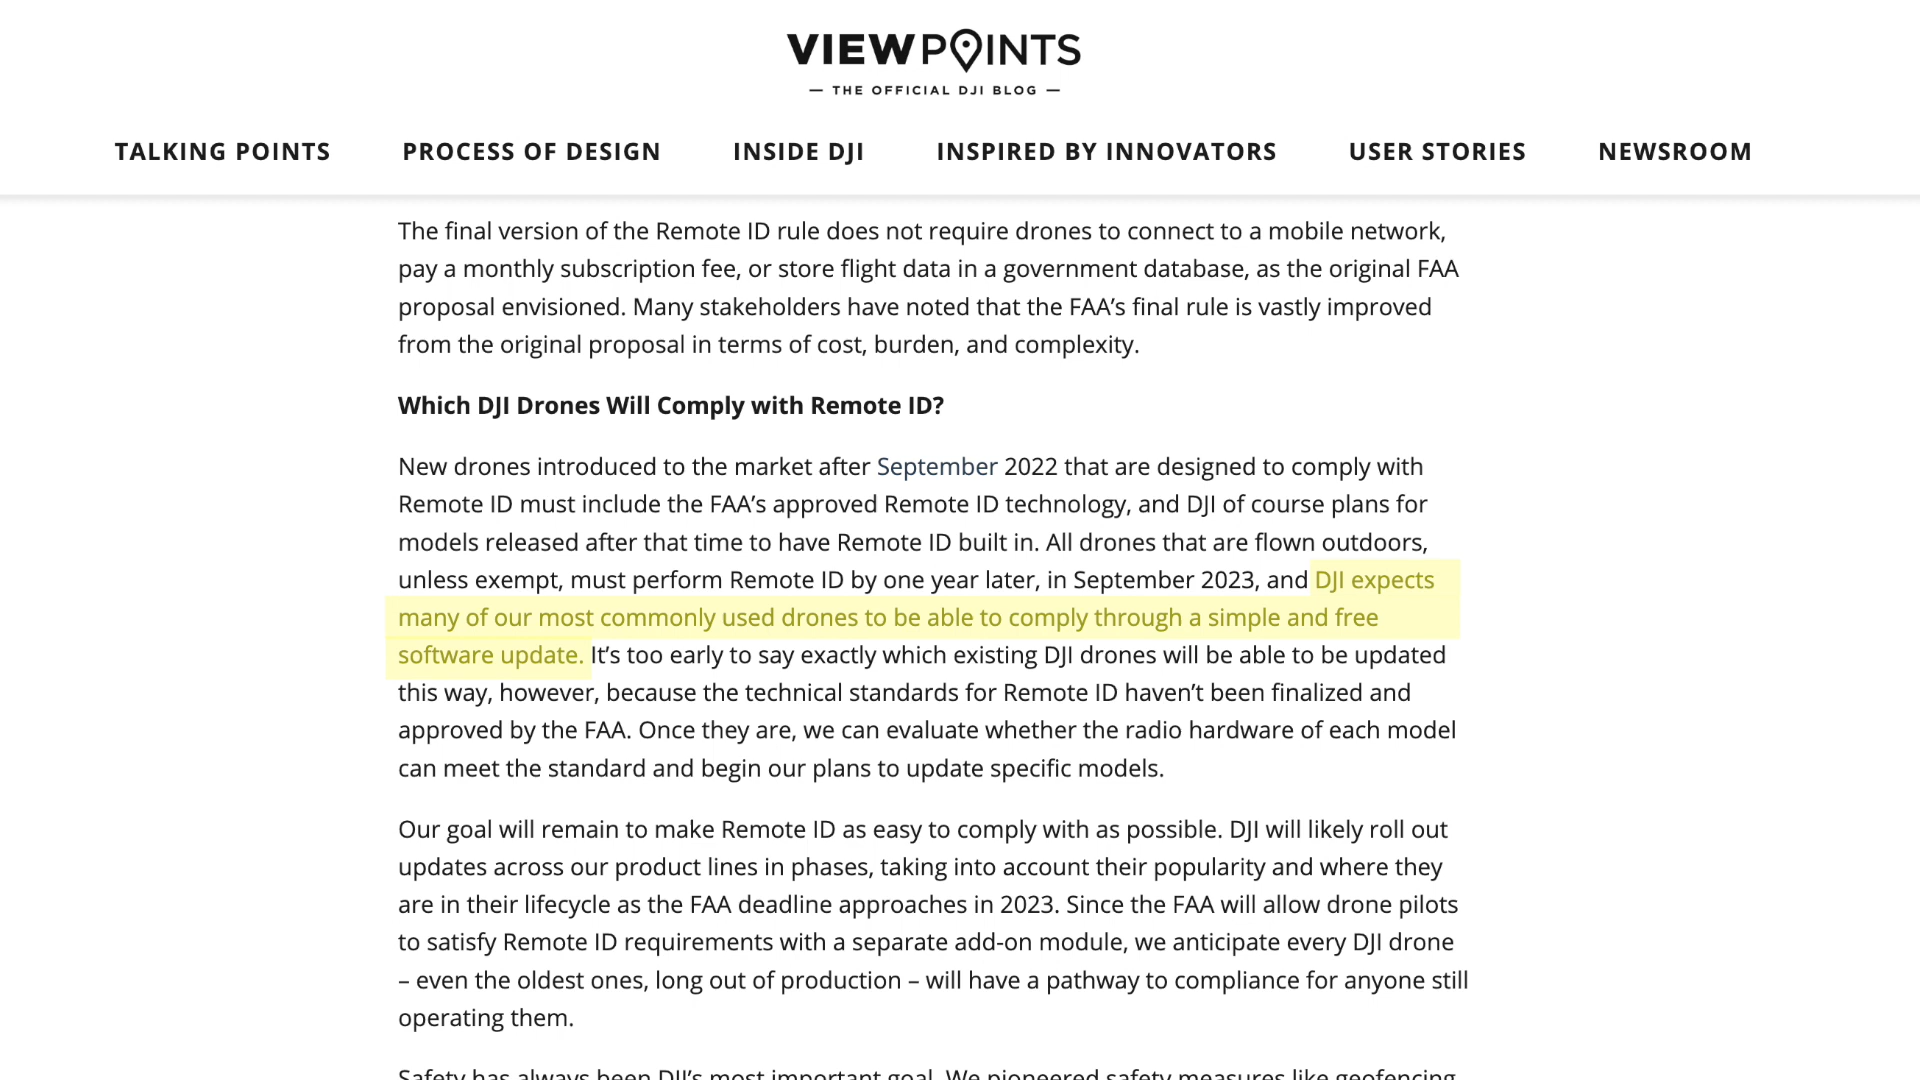 VIEWPOINTS
— THE OFFICIAL DJI BLOG —
TALKING POINTS PROCESS OF DESIGN INSIDE DJI INSPIRED BY INNOVATORS USER STORIES NEWSROOM
The final version of the Remote ID rule does not require drones to connect to a mobile network,
pay a monthly subscription fee, or store flight data in a government database, as the original FAA
proposal envisioned. Many stakeholders have noted that the FAA’s final rule is vastly improved
from the original proposal in terms of cost, burden, and complexity.
Which DJI Drones Will Comply with Remote ID?
New drones introduced to the market after September 2022 that are designed to comply with
Remote ID must include the FAA’s approved Remote ID technology, and DJI of course plans for
models released after that time to have Remote ID built in. All drones that are flown outdoors,
unless exempt, must perform Remote ID by one year later, in September 2023, and DJI expects
many of our most commonly used drones to be able to comply through a simple and free
software update. It’s too early to say exactly which existing DJI drones will be able to be updated
this way, however, because the technical standards for Remote ID haven’t been finalized and
approved by the FAA. Once they are, we can evaluate whether the radio hardware of each model
can meet the standard and begin our plans to update specific models.
Our goal will remain to make Remote ID as easy to comply with as possible. DJI will likely roll out
updates across our product lines in phases, taking into account their popularity and where they
are in their lifecycle as the FAA deadline approaches in 2023. Since the FAA will allow drone pilots
to satisfy Remote ID requirements with a separate add-on module, we anticipate every DJI drone
– even the oldest ones, long out of production – will have a pathway to compliance for anyone still
operating them.
Safety has always been DJI’s most important goal. We pioneered safety measures like geofencing,